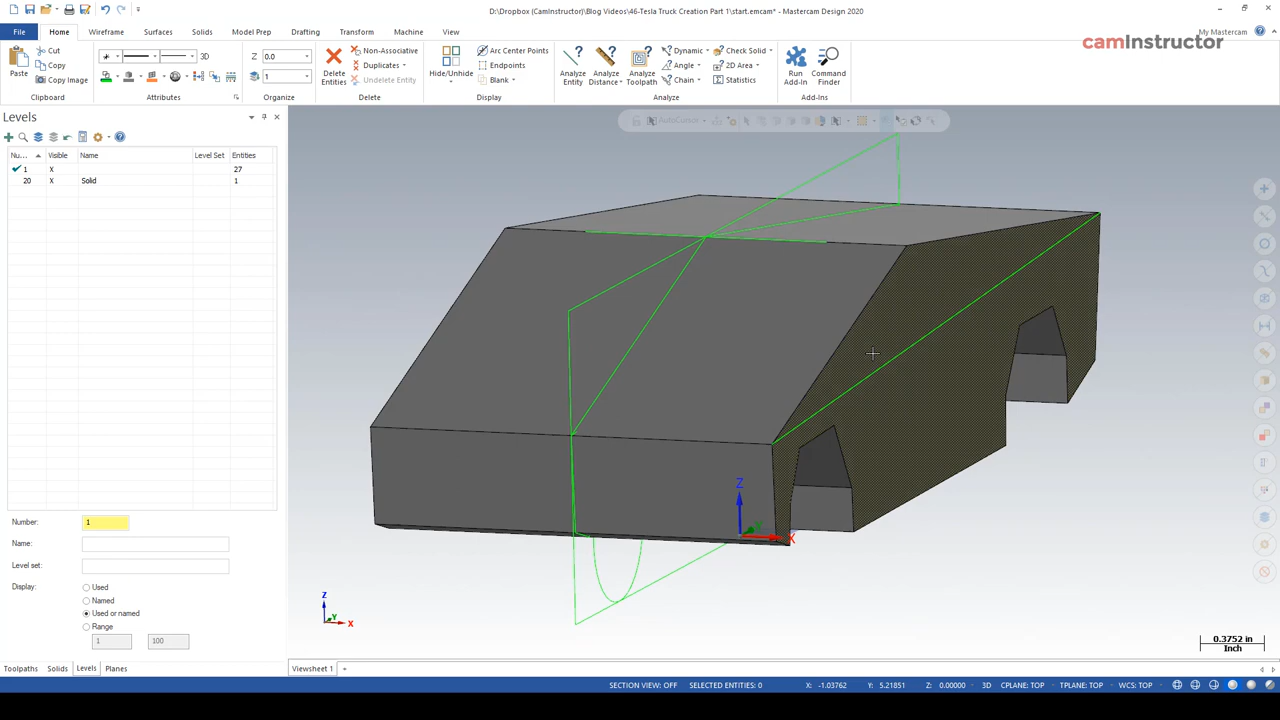 D:\Dropbox (CamInstructor)\Blog Videos\46-Tesla Truck Creation Part 1\start.emcam* - Mastercam Design 2020
File Home Wireframe Surfaces Solids Model Prep Drafting Transform Machine View My Mastercam
camInstructor
Paste
Cut
Copy
Copy Image
Clipboard
3D
Attributes
Z 0.0
1
Organize
Delete Entities
Non-Associative
Duplicates
Undelete Entity
Delete
Hide/Unhide
Arc Center Points
Endpoints
Blank
Display
Analyze Entity
Analyze Distance
Analyze Toolpath
Dynamic
Angle
Chain
Check Solid
2D Area
Statistics
Analyze
Run Add-In
Command Finder
Add-Ins
AutoCursor
Levels
Nu... Visible Name Level Set Entities
1 X 27
20 X Solid 1
Number: 1
Name:
Level set:
Display: Used
Named
Used or named
Range
1 100
Toolpaths Solids Levels Planes
Z
Y
X
Z
Y
X
0.3752 in
Inch
Viewsheet 1 +
SECTION VIEW: OFF SELECTED ENTITIES: 0 X: -1.03762 Y: 5.21851 Z: 0.00000 3D CPLANE: TOP TPLANE: TOP WCS: TOP